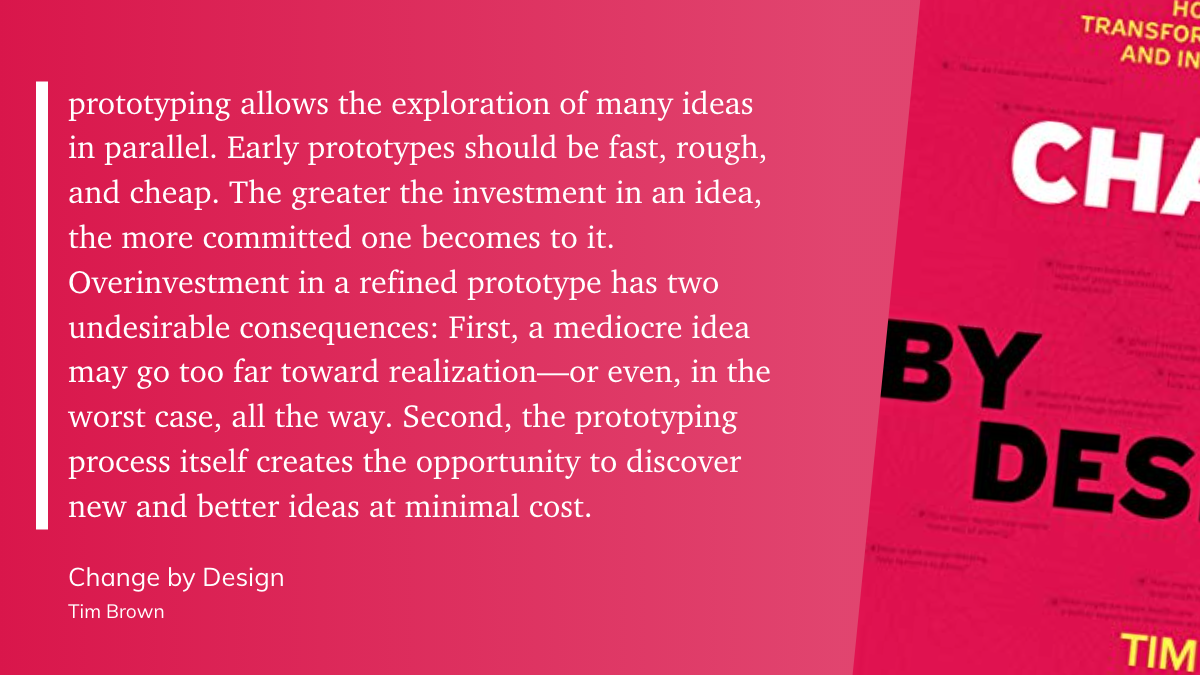 prototyping allows the exploration of many ideas
in parallel. Early prototypes should be fast, rough,
and cheap. The greater the investment in an idea,
the more committed one becomes to it.
Overinvestment in a refined prototype has two
undesirable consequences: First, a mediocre idea
may go too far toward realization—or even, in the
worst case, all the way. Second, the prototyping
process itself creates the opportunity to discover
new and better ideas at minimal cost.
Change by Design
Tim Brown
HO
TRANSFOR
AND IN
CHA
BY
DES
TIM